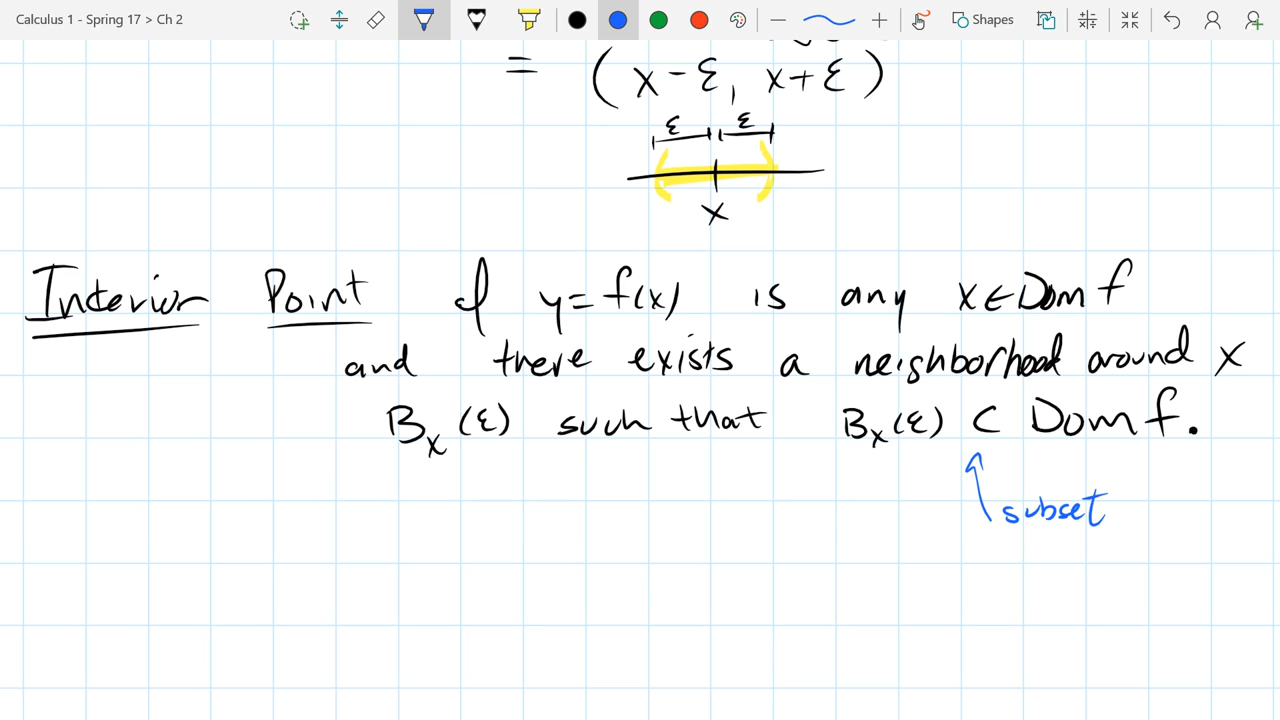 Calculus 1 - Spring 17 > Ch 2
Shapes
= (x-ε, x+ε)
ε ε
x
Interior Point of y=f(x) is any x∈Dom f
and there exists a neighborhood around x
Bₓ(ε) such that Bₓ(ε) ⊂ Dom f.
subset